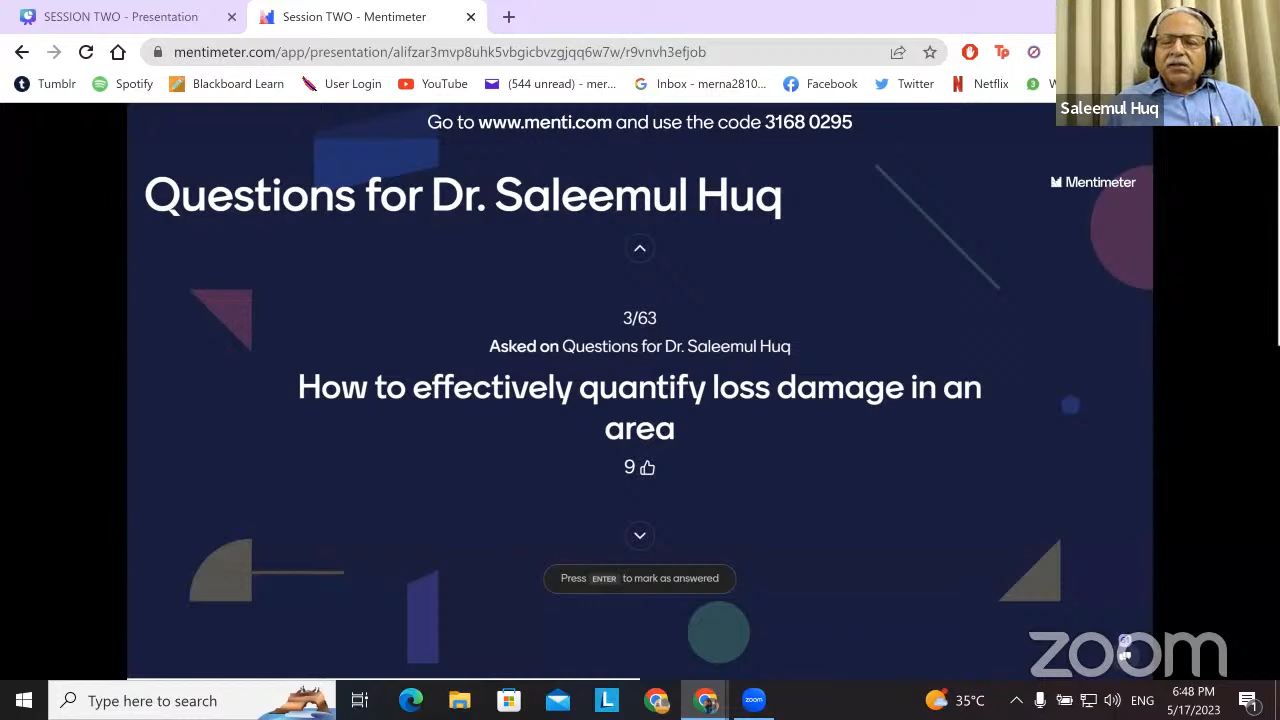 SESSION TWO - Presentation
Session TWO - Mentimeter
mentimeter.com/app/presentation/alifzar3mvp8uhk5vbgicbvzgjqq6w7w/r9vnvh3efjob
Tp
Tumblr
Spotify
Blackboard Learn
User Login
YouTube
(544 unread) - mer...
Inbox - merna2810...
Facebook
Twitter
Netflix
3
W
Saleemul Huq
Go to www.menti.com and use the code 3168 0295
Questions for Dr. Saleemul Huq
Mentimeter
3/63
Asked on Questions for Dr. Saleemul Huq
How to effectively quantify loss damage in an
area
9
Press ENTER to mark as answered
zoom
Type here to search
L
zoom
35°C
ENG
6:48 PM
5/17/2023
1